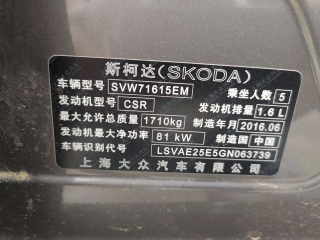 斯柯达(SKODA)
车辆型号 SVW71615EM 乘坐人数 5
发动机型号 CSR 发动机排量 1.6 L
最大允许总质量 1710kg 制造年月 2016.06
发动机最大净功率 81 kW 制造国 中国
车辆识别代号 LSVAE25E5GN063739
上海大众汽车有限公司